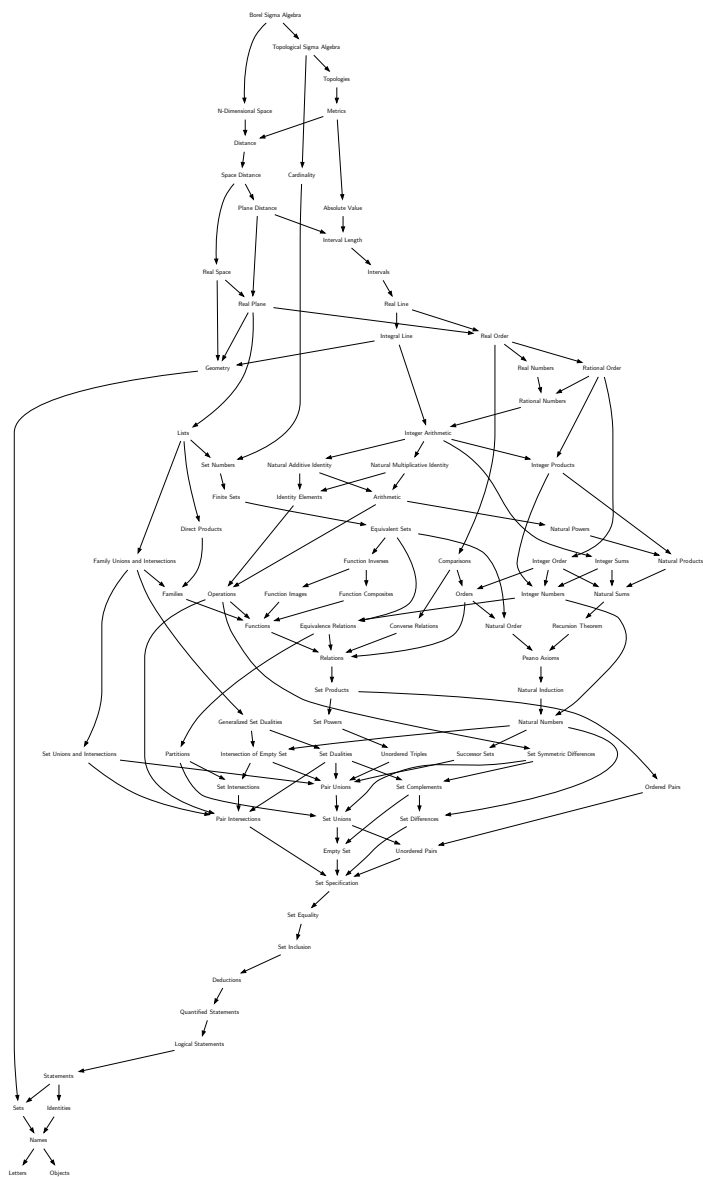 Borel Sigma Algebra
Topological Sigma Algebra
Topologies
N-Dimensional Space
Metrics
Distance
Space Distance
Cardinality
Plane Distance
Absolute Value
Interval Length
Real Space
Intervals
Real Plane
Real Line
Integral Line
Real Order
Geometry
Real Numbers
Rational Order
Rational Numbers
Lists
Integer Arithmetic
Set Numbers
Natural Additive Identity
Natural Multiplicative Identity
Integer Products
Finite Sets
Identity Elements
Arithmetic
Direct Products
Equivalent Sets
Natural Powers
Family Unions and Intersections
Function Inverses
Comparisons
Integer Order
Integer Sums
Natural Products
Families
Operations
Function Images
Function Composites
Orders
Integer Numbers
Natural Sums
Functions
Equivalence Relations
Converse Relations
Natural Order
Recursion Theorem
Relations
Peano Axioms
Set Products
Natural Induction
Generalized Set Dualities
Set Powers
Natural Numbers
Set Unions and Intersections
Partitions
Intersection of Empty Set
Set Dualities
Unordered Triples
Successor Sets
Set Symmetric Differences
Set Intersections
Pair Unions
Set Complements
Ordered Pairs
Pair Intersections
Set Unions
Set Differences
Empty Set
Unordered Pairs
Set Specification
Set Equality
Set Inclusion
Deductions
Quantified Statements
Logical Statements
Statements
Sets
Identities
Names
Letters
Objects